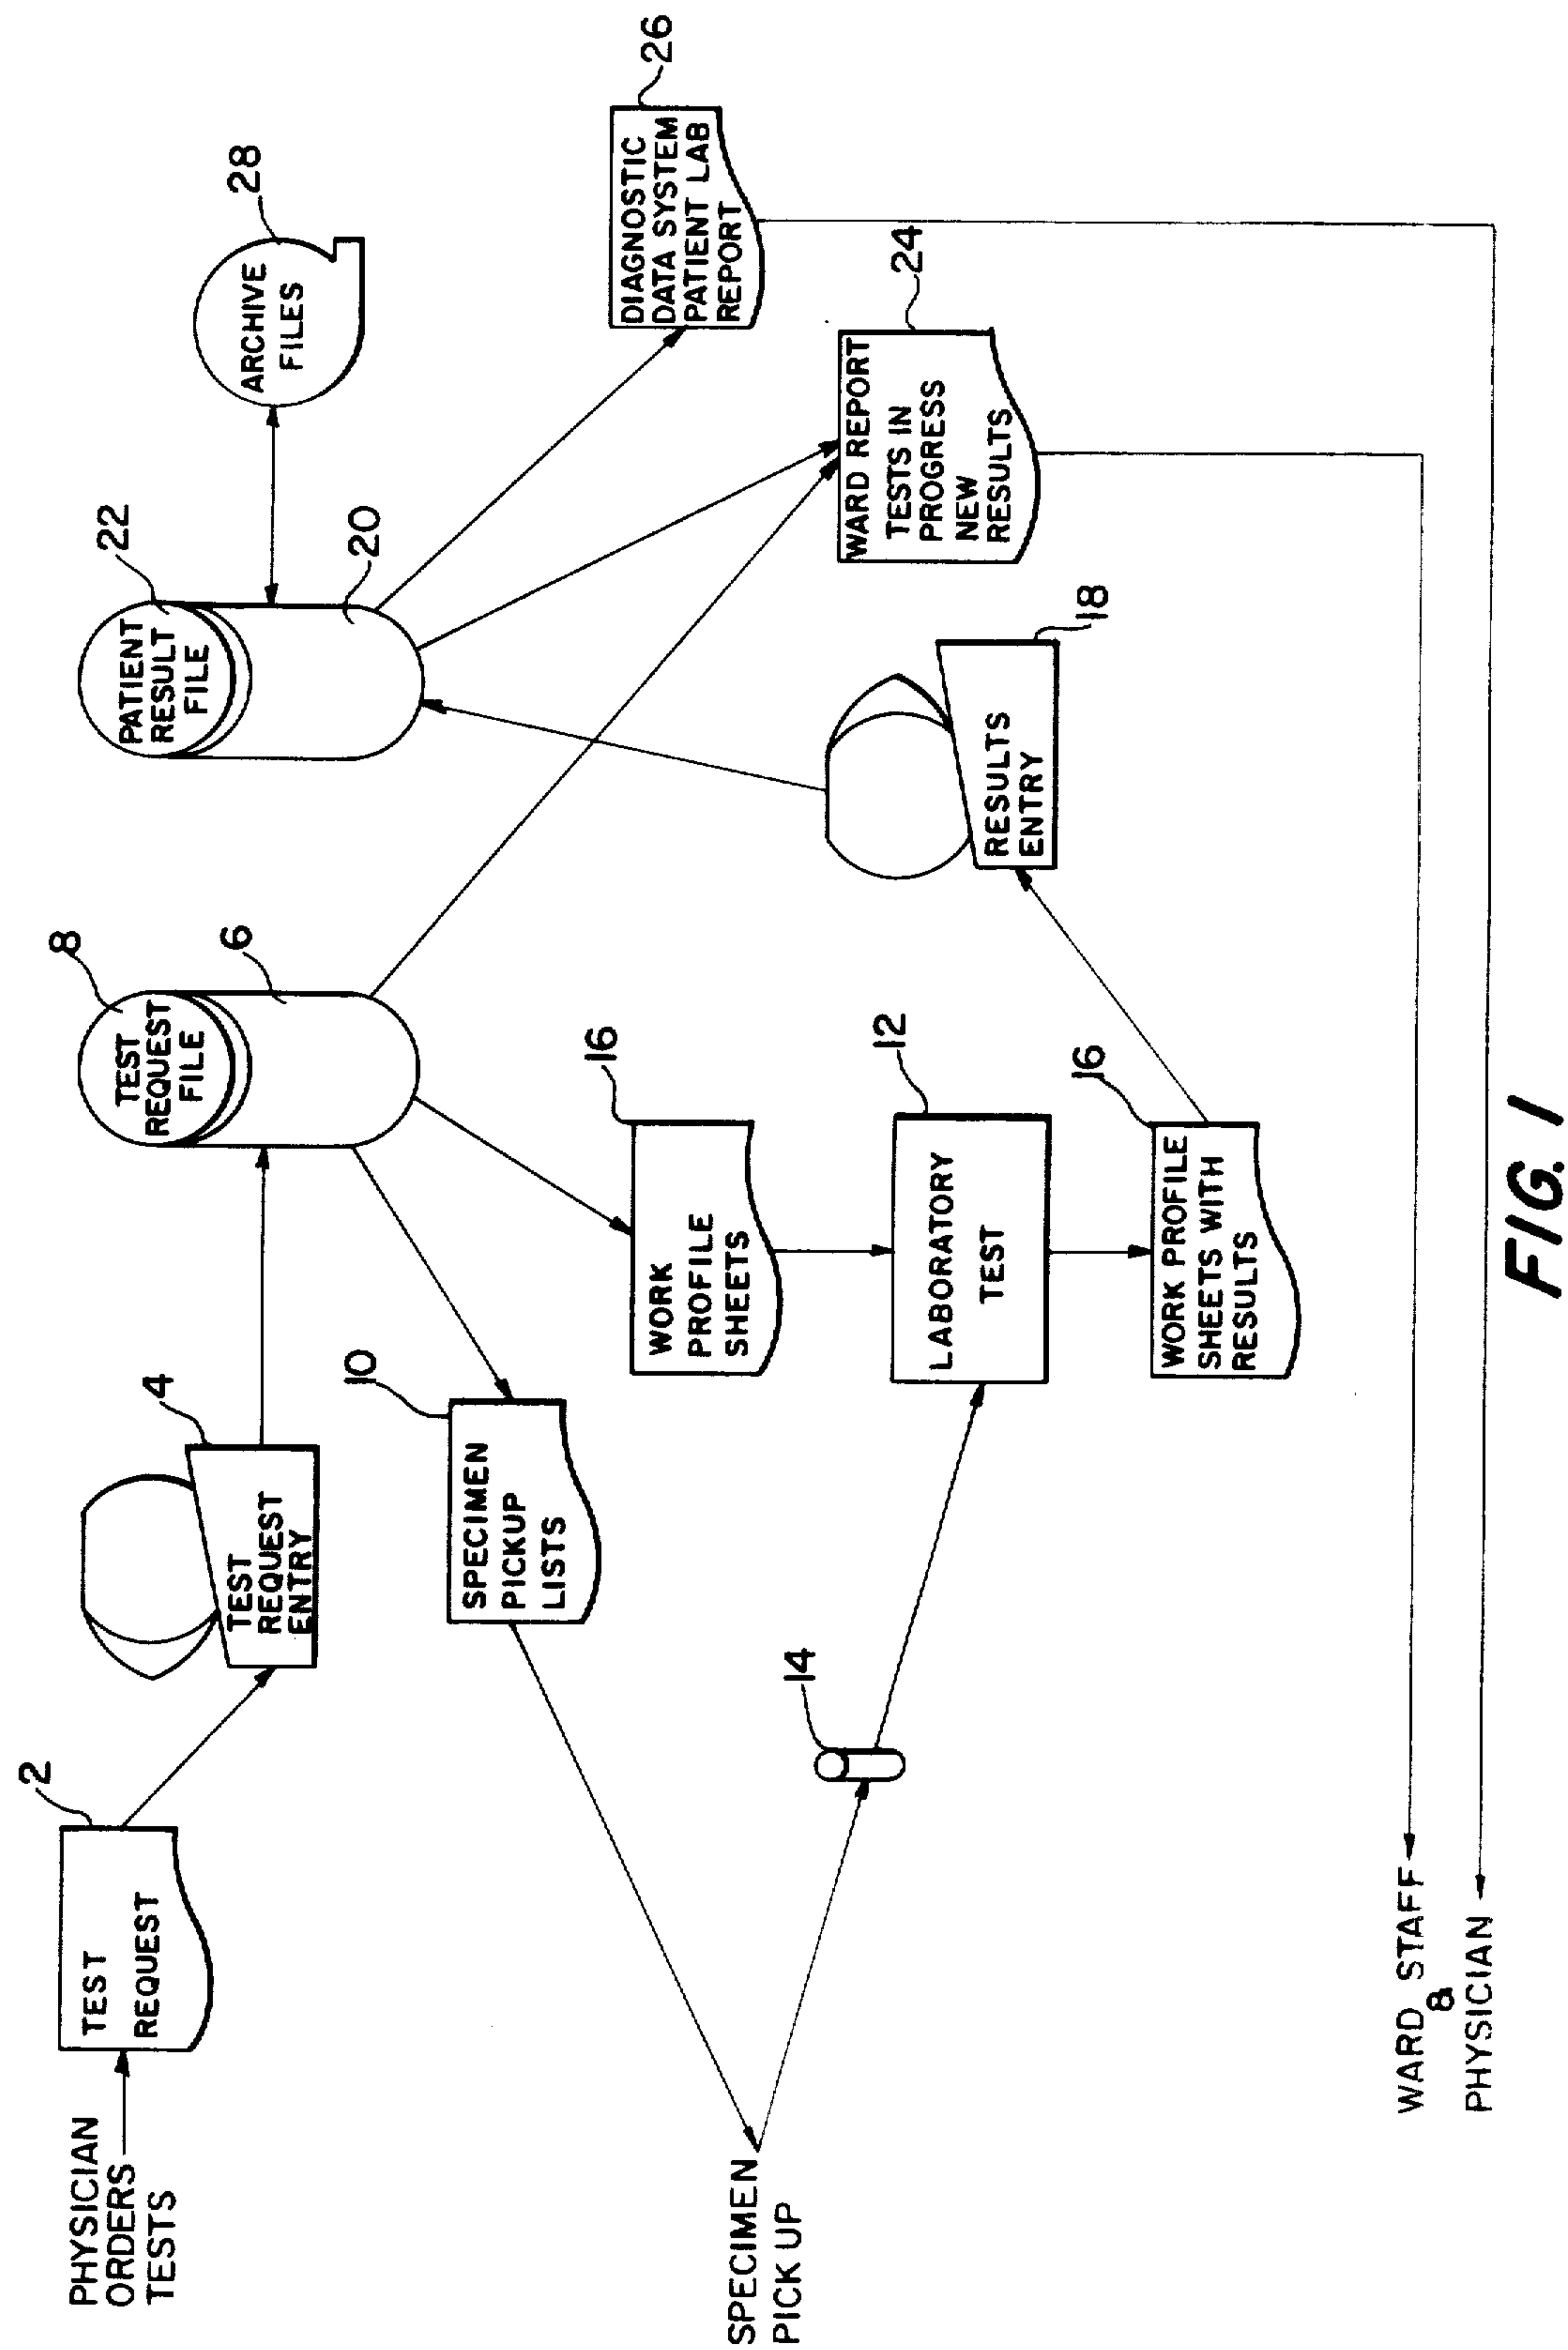 PHYSICIAN
ORDERS
TESTS
2
TEST
REQUEST
4
TEST
REQUEST
ENTRY
8
TEST
REQUEST
FILE
6
22
PATIENT
RESULT
FILE
20
28
ARCHIVE
FILES
10
SPECIMEN
PICKUP
LISTS
16
WORK
PROFILE
SHEETS
26
DIAGNOSTIC
DATA SYSTEM
PATIENT LAB
REPORT
24
WARD REPORT
TESTS IN
PROGRESS
NEW
RESULTS
SPECIMEN
PICK UP
14
12
LABORATORY
TEST
18
RESULTS
ENTRY
16
WORK PROFILE
SHEETS WITH
RESULTS
WARD STAFF
&
PHYSICIAN
FIG. 1